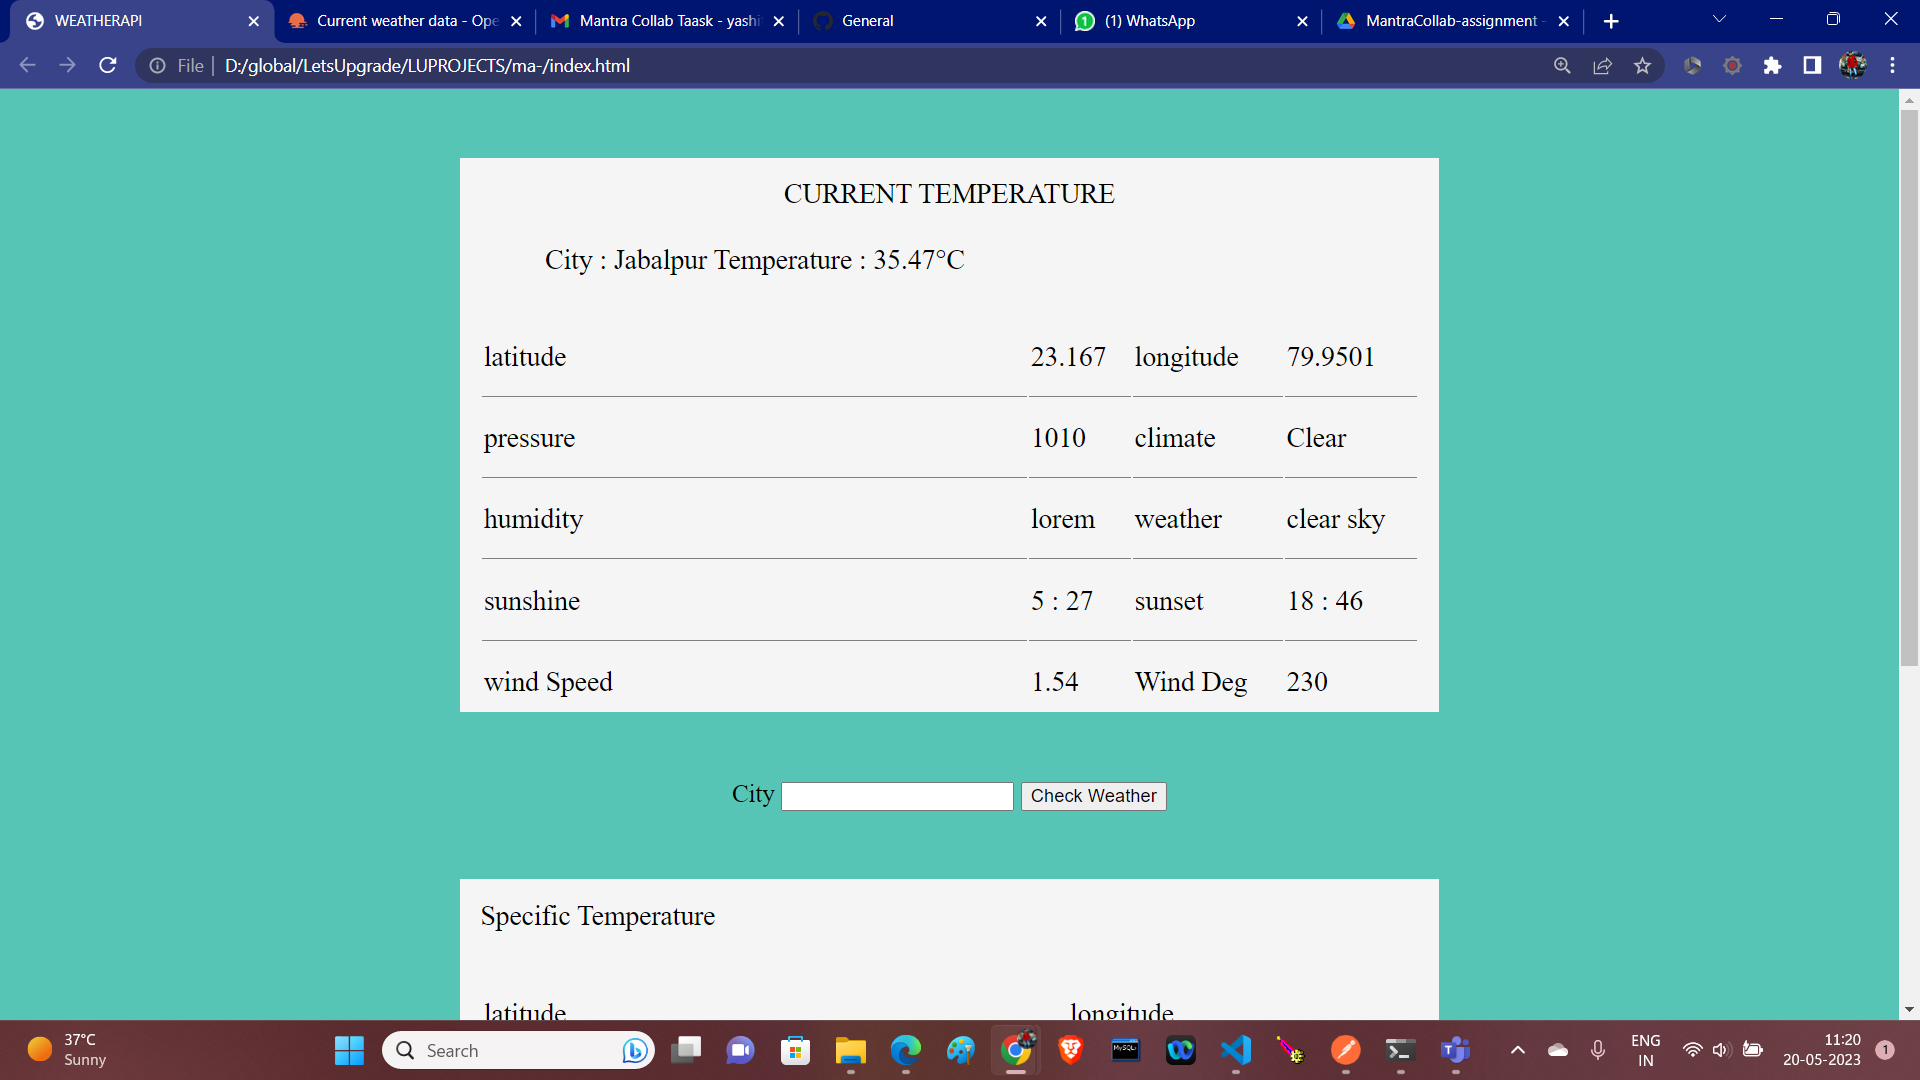 WEATHERAPI
Current weather data - Ope
Mantra Collab Taask - yashi
General
(1) WhatsApp
MantraCollab-assignment -
File
D:/global/LetsUpgrade/LUPROJECTS/ma-/index.html
CURRENT TEMPERATURE
City : Jabalpur Temperature : 35.47°C
latitude 23.167 longitude 79.9501
pressure 1010 climate Clear
humidity lorem weather clear sky
sunshine 5 : 27 sunset 18 : 46
wind Speed 1.54 Wind Deg 230
City Check Weather
Specific Temperature
latitude longitude
37°C
Sunny
Search
MySQL
ENG
IN
11:20
20-05-2023
1